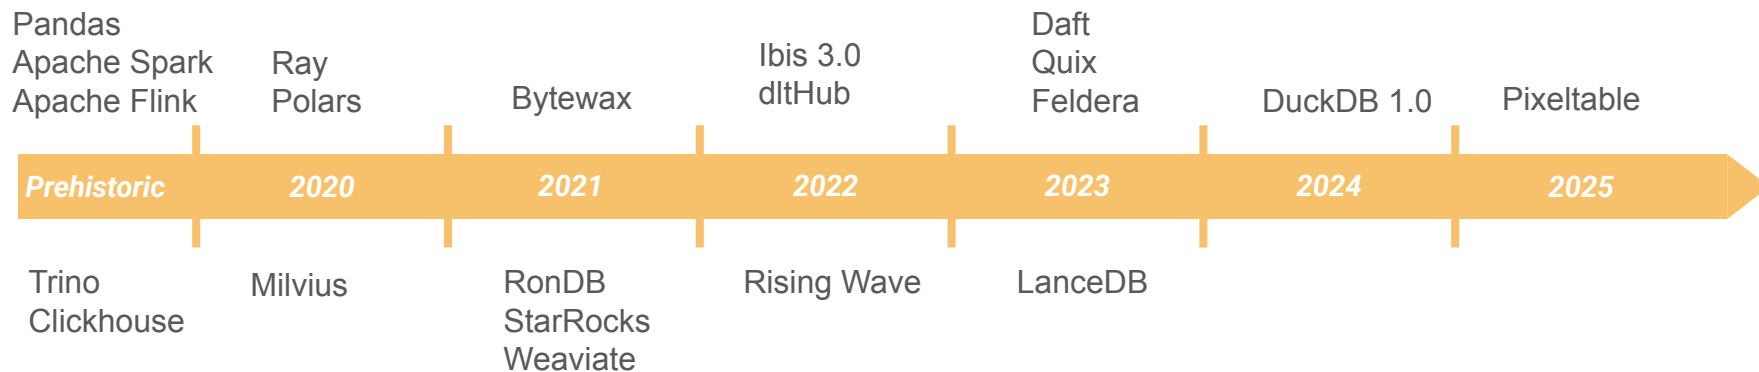 Pandas
Apache Spark
Apache Flink
Ray
Polars
Bytewax
Ibis 3.0
dltHub
Daft
Quix
Feldera
DuckDB 1.0
Pixeltable
Prehistoric
2020
2021
2022
2023
2024
2025
Trino
Clickhouse
Milvius
RonDB
StarRocks
Weaviate
Rising Wave
LanceDB